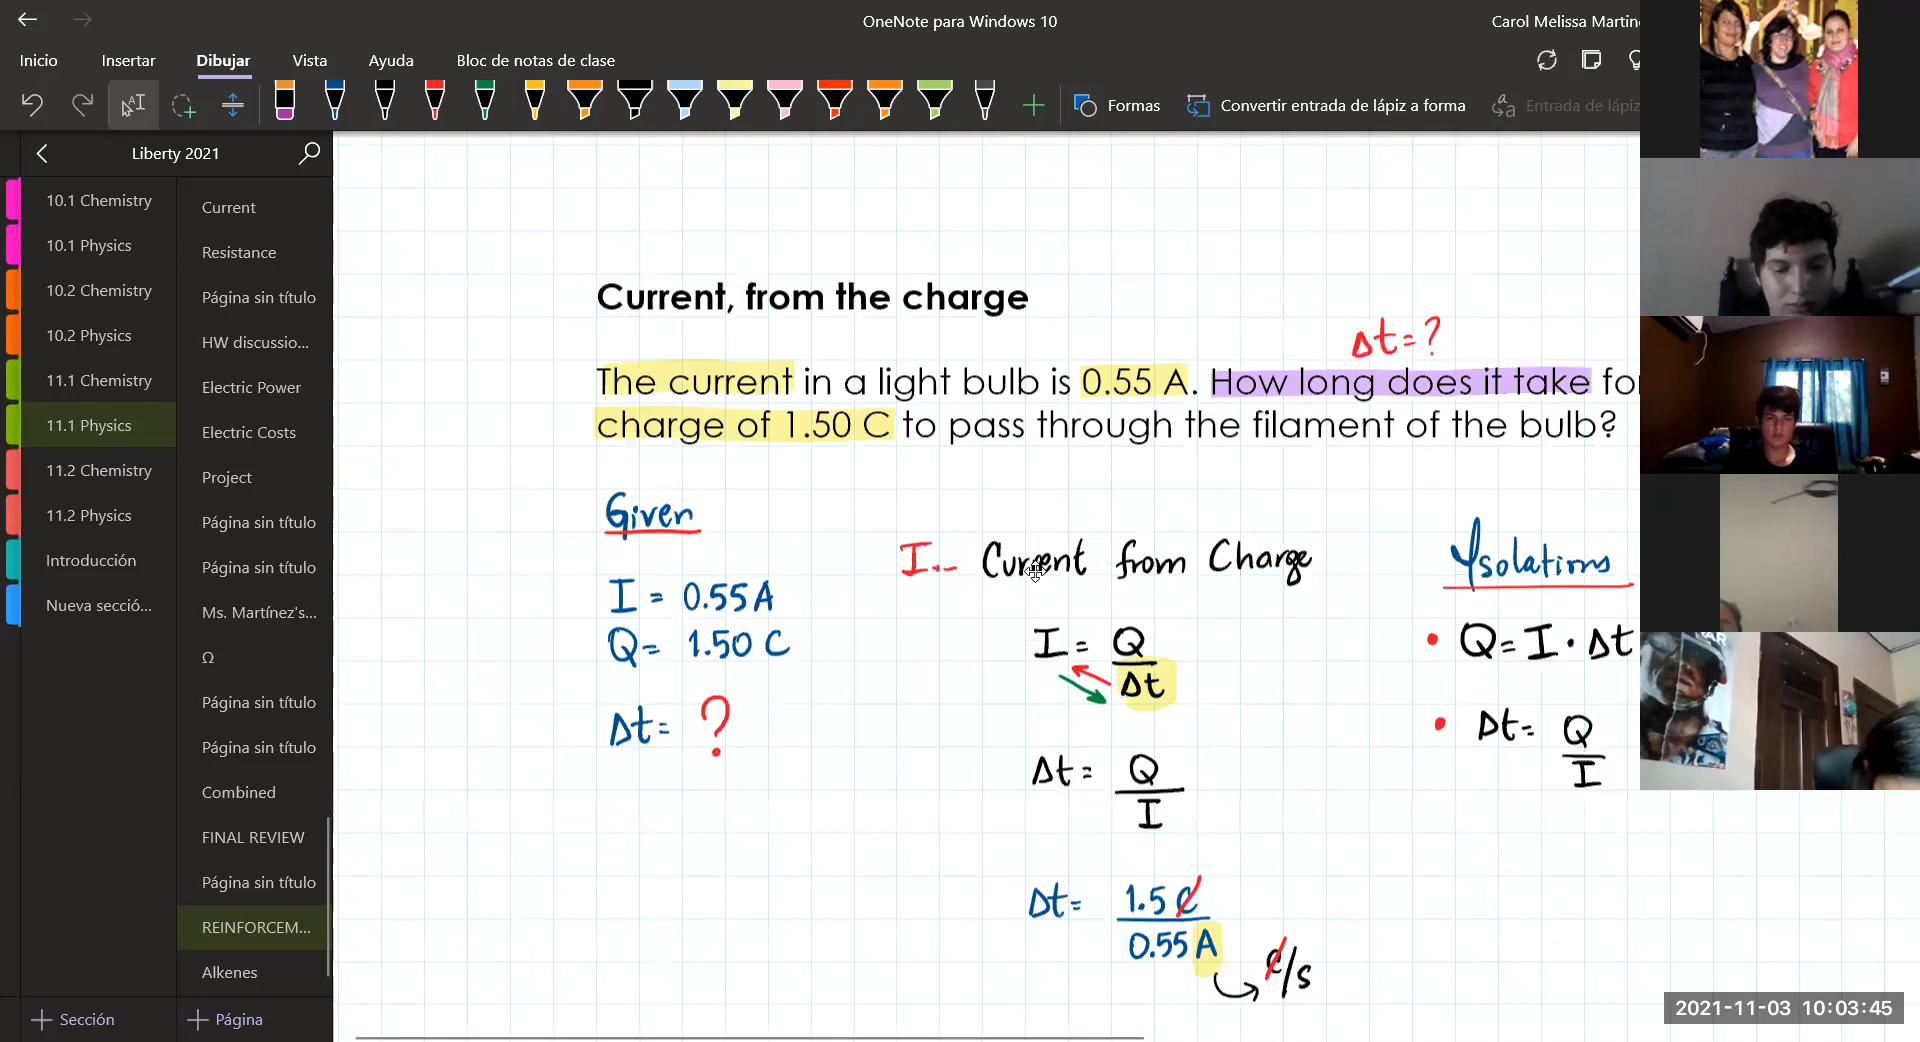 OneNote para Windows 10
Carol Melissa Martin
Inicio
Insertar
Dibujar
Vista
Ayuda
Bloc de notas de clase
Formas
Convertir entrada de lápiz a forma
Entrada de lápiz
Liberty 2021
10.1 Chemistry
10.1 Physics
10.2 Chemistry
10.2 Physics
11.1 Chemistry
11.1 Physics
11.2 Chemistry
11.2 Physics
Introducción
Nueva secció...
Sección
Current
Resistance
Página sin título
HW discussio...
Electric Power
Electric Costs
Project
Página sin título
Página sin título
Ms. Martínez's...
Ω
Página sin título
Página sin título
Combined
FINAL REVIEW
Página sin título
REINFORCEM...
Alkenes
Página
Current, from the charge
Δt=?
The current in a light bulb is 0.55 A. How long does it take for
charge of 1.50 C to pass through the filament of the bulb?
Given
I = 0.55 A
Q = 1.50 C
Δt = ?
I... Current from Charge
I = Q
Δt
Δt = Q
I
Δt = 1.5 C
0.55 A
C/s
Ysolations
• Q = I · Δt
• Δt = Q
I
2021-11-03 10:03:45